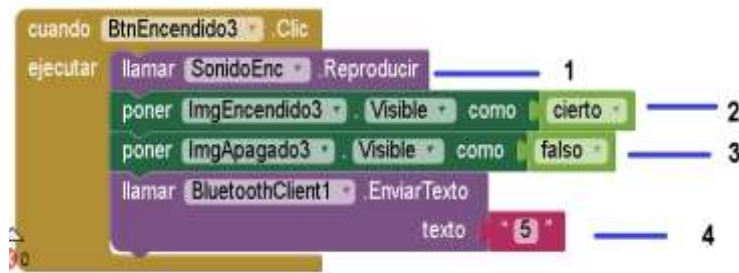 cuando BtnEncendido3 .Clic
ejecutar llamar SonidoEnc .Reproducir 1
poner ImgEncendido3 . Visible como cierto 2
poner ImgApagado3 . Visible como falso 3
llamar BluetoothClient1 .EnviarTexto
texto " 5 " 4
0